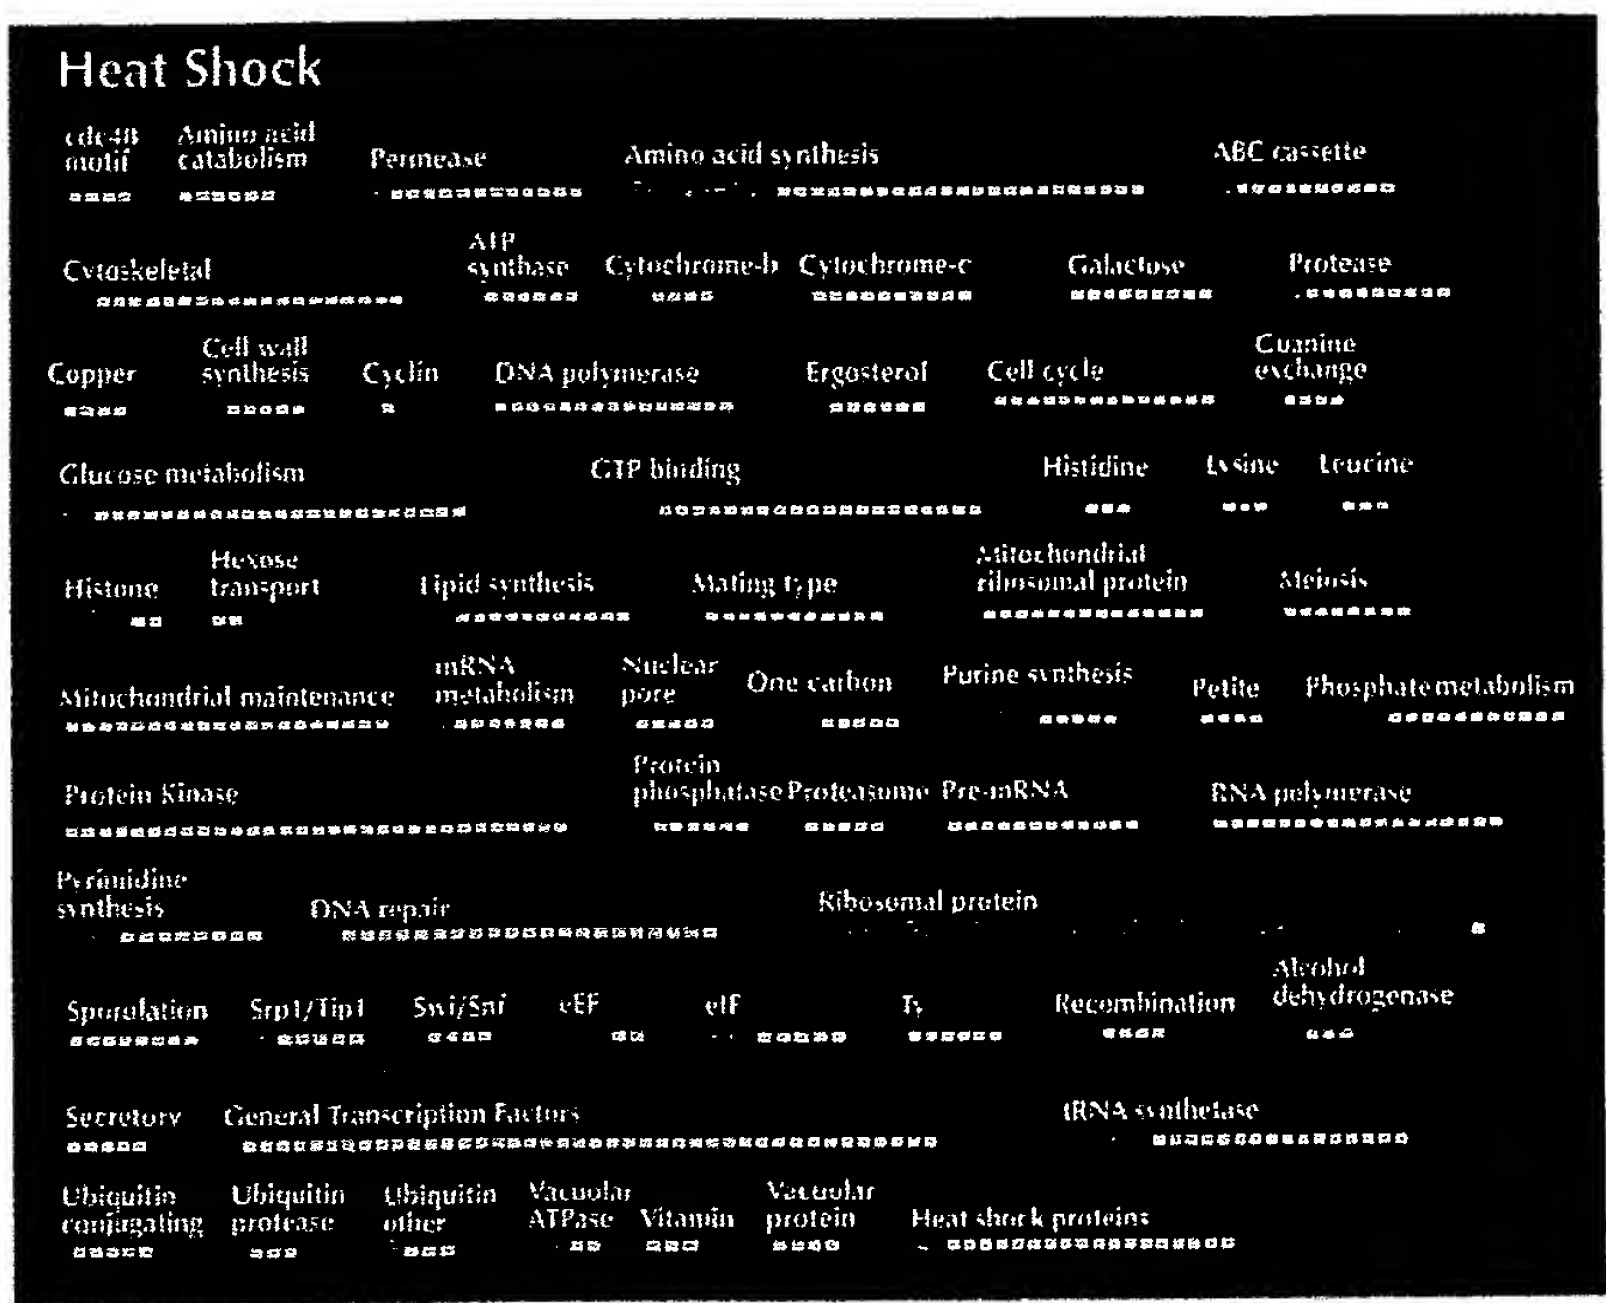 Heat Shock
cdc48 motif
Amino acid catabolism
Permease
Amino acid synthesis
ABC cassette
Cytoskeletal
ATP synthase
Cytochrome-b
Cytochrome-c
Galactose
Protease
Copper
Cell wall synthesis
Cyclin
DNA polymerase
Ergosterol
Cell cycle
Guanine exchange
Glucose metabolism
GTP binding
Histidine
Lysine
Leucine
Histone
Hexose transport
Lipid synthesis
Mating type
Mitochondrial ribosomal protein
Meiosis
Mitochondrial maintenance
mRNA metabolism
Nuclear pore
One carbon
Purine synthesis
Petite
Phosphate metabolism
Protein Kinase
Protein phosphatase
Proteasome
Pre-mRNA
RNA polymerase
Pyrimidine synthesis
DNA repair
Ribosomal protein
Sporulation
Srp1/Tip1
Swi/Snf
eEF
eIF
Ty
Recombination
Alcohol dehydrogenase
Secretory
General Transcription Factors
tRNA synthetase
Ubiquitin conjugating
Ubiquitin protease
Ubiquitin other
Vacuolar ATPase
Vitamin
Vacuolar protein
Heat shock proteins